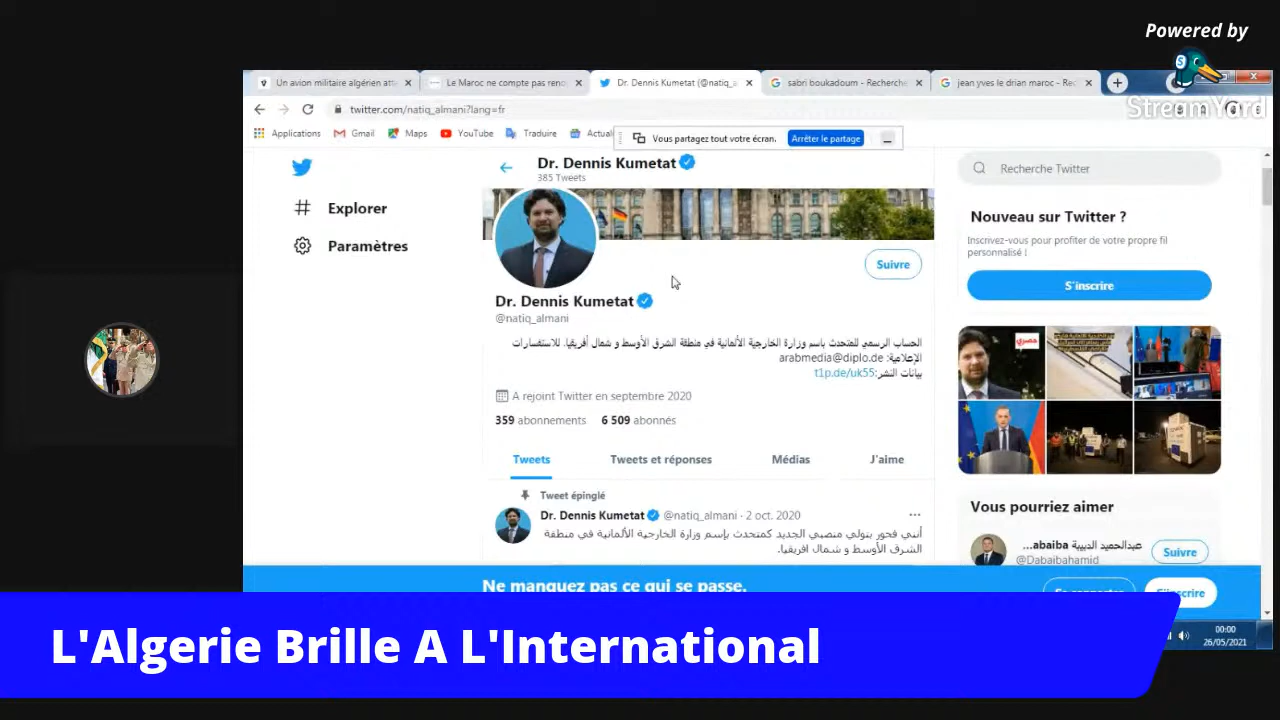 Powered by
StreamYard
Un avion militaire algérien atte
Le Maroc ne compte pas reno
Dr. Dennis Kumetat (@natiq_a
sabri boukadoum - Recherche
jean yves le drian maroc - Rec
twitter.com/natiq_almani?lang=fr
Applications
Gmail
Maps
YouTube
Traduire
Actual
Vous partagez tout votre écran.
Arrêter le partage
Dr. Dennis Kumetat
385 Tweets
Recherche Twitter
Explorer
Paramètres
Nouveau sur Twitter ?
Inscrivez-vous pour profiter de votre propre fil
personnalisé !
S'inscrire
Suivre
Dr. Dennis Kumetat
@natiq_almani
الحساب الرسمي للمتحدث باسم وزارة الخارجية الألمانية في منطقة الشرق الأوسط و شمال أفريقيا. للاستفسارات
الإعلامية: arabmedia@diplo.de
بيانات النشر:t1p.de/uk55
A rejoint Twitter en septembre 2020
359 abonnements 6 509 abonnés
Tweets
Tweets et réponses
Médias
J'aime
حصري
Tweet épinglé
Dr. Dennis Kumetat @natiq_almani · 2 oct. 2020
أنني فخور بتولي منصبي الجديد كمتحدث بإسم وزارة الخارجية الألمانية في منطقة
الشرق الأوسط و شمال افريقيا.
Vous pourriez aimer
عبدالحميد الدبيبة abaiba...
@Dabaibahamid
Suivre
Ne manquez pas ce qui se passe.
Se connecter
S'inscrire
00:00
26/05/2021
L'Algerie Brille A L'International